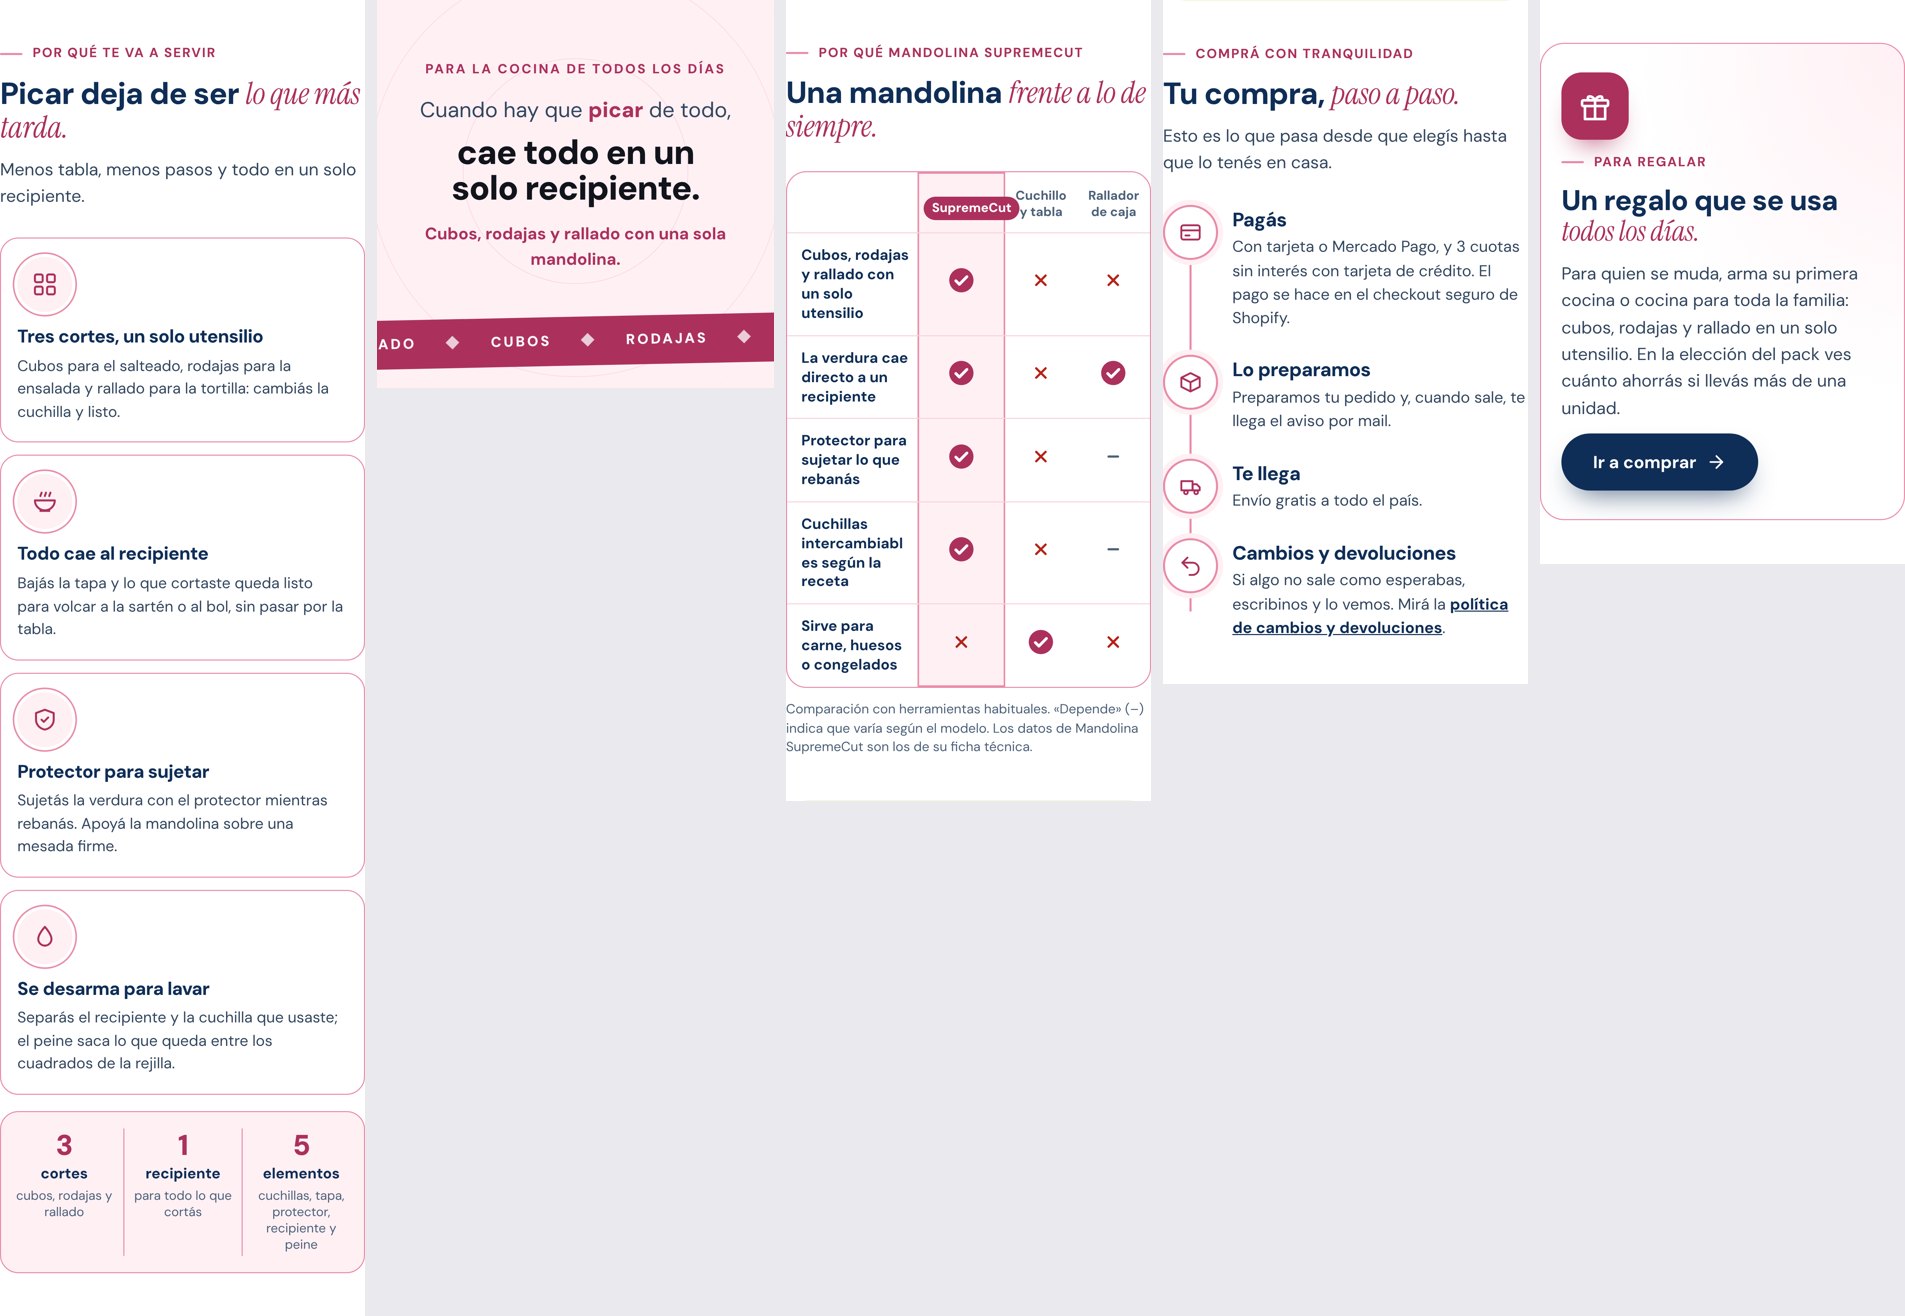 POR QUÉ TE VA A SERVIR
Picar deja de ser lo que más
tarda.
Menos tabla, menos pasos y todo en un solo
recipiente.
Tres cortes, un solo utensilio
Cubos para el salteado, rodajas para la
ensalada y rallado para la tortilla: cambiás la
cuchilla y listo.
Todo cae al recipiente
Bajás la tapa y lo que cortaste queda listo
para volcar a la sartén o al bol, sin pasar por la
tabla.
Protector para sujetar
Sujetás la verdura con el protector mientras
rebanás. Apoyá la mandolina sobre una
mesada firme.
Se desarma para lavar
Separás el recipiente y la cuchilla que usaste;
el peine saca lo que queda entre los
cuadrados de la rejilla.
3
cortes
cubos, rodajas y
rallado
1
recipiente
para todo lo que
cortás
5
elementos
cuchillas, tapa,
protector,
recipiente y
peine
PARA LA COCINA DE TODOS LOS DÍAS
Cuando hay que picar de todo,
cae todo en un
solo recipiente.
Cubos, rodajas y rallado con una sola
mandolina.
ADO ◆ CUBOS ◆ RODAJAS ◆
POR QUÉ MANDOLINA SUPREMECUT
Una mandolina frente a lo de
siempre.
SupremeCut
Cuchillo
y tabla
Rallador
de caja
Cubos, rodajas
y rallado con
un solo
utensilio
La verdura cae
directo a un
recipiente
Protector para
sujetar lo que
rebanás
–
Cuchillas
intercambiabl
es según la
receta
–
Sirve para
carne, huesos
o congelados
Comparación con herramientas habituales. «Depende» (–)
indica que varía según el modelo. Los datos de Mandolina
SupremeCut son los de su ficha técnica.
COMPRÁ CON TRANQUILIDAD
Tu compra, paso a paso.
Esto es lo que pasa desde que elegís hasta
que lo tenés en casa.
Pagás
Con tarjeta o Mercado Pago, y 3 cuotas
sin interés con tarjeta de crédito. El
pago se hace en el checkout seguro de
Shopify.
Lo preparamos
Preparamos tu pedido y, cuando sale, te
llega el aviso por mail.
Te llega
Envío gratis a todo el país.
Cambios y devoluciones
Si algo no sale como esperabas,
escribinos y lo vemos. Mirá la política
de cambios y devoluciones.
PARA REGALAR
Un regalo que se usa
todos los días.
Para quien se muda, arma su primera
cocina o cocina para toda la familia:
cubos, rodajas y rallado en un solo
utensilio. En la elección del pack ves
cuánto ahorrás si llevás más de una
unidad.
Ir a comprar →